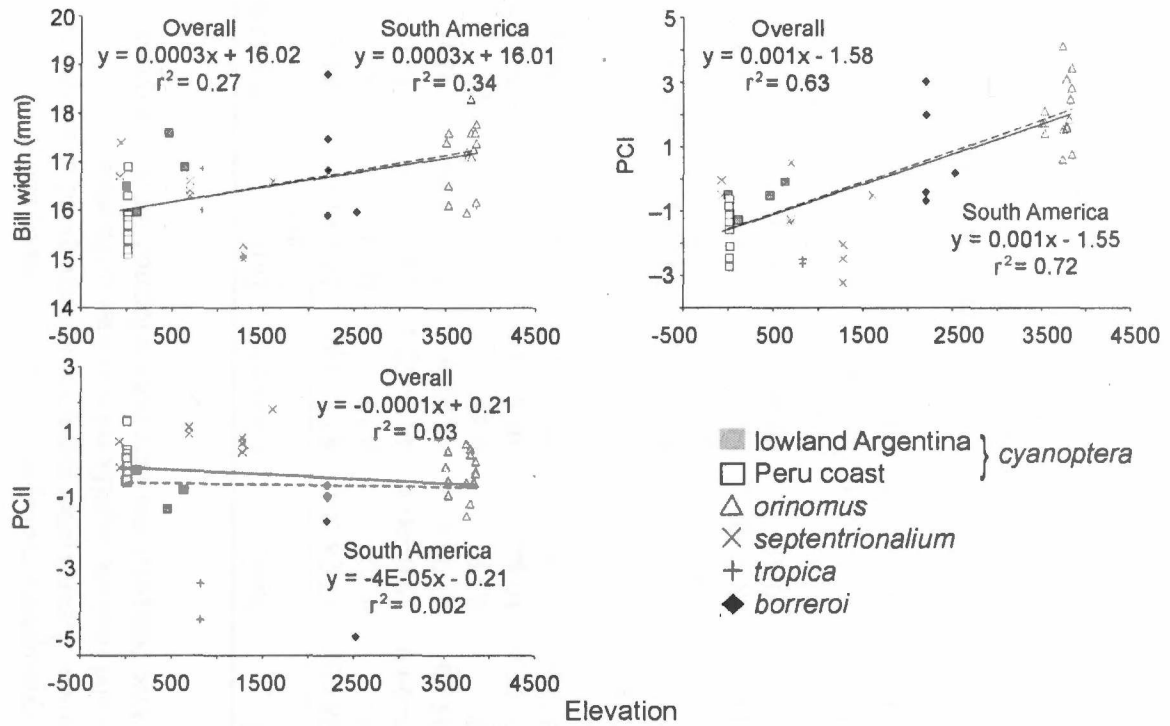 20
19
18
17
16
15
14
Bill width (mm)
Overall
y = 0.0003x + 16.02
r² = 0.27
South America
y = 0.0003x + 16.01
r² = 0.34
-500 500 1500 2500 3500 4500
5
3
1
-1
-3
PCI
Overall
y = 0.001x - 1.58
r² = 0.63
South America
y = 0.001x - 1.55
r² = 0.72
-500 500 1500 2500 3500 4500
3
1
-1
-3
-5
PCII
Overall
y = -0.0001x + 0.21
r² = 0.03
South America
y = -4E-05x - 0.21
r² = 0.002
-500 500 1500 2500 3500 4500
Elevation
lowland Argentina
Peru coast
} cyanoptera
orinomus
septentrionalium
tropica
borreroi